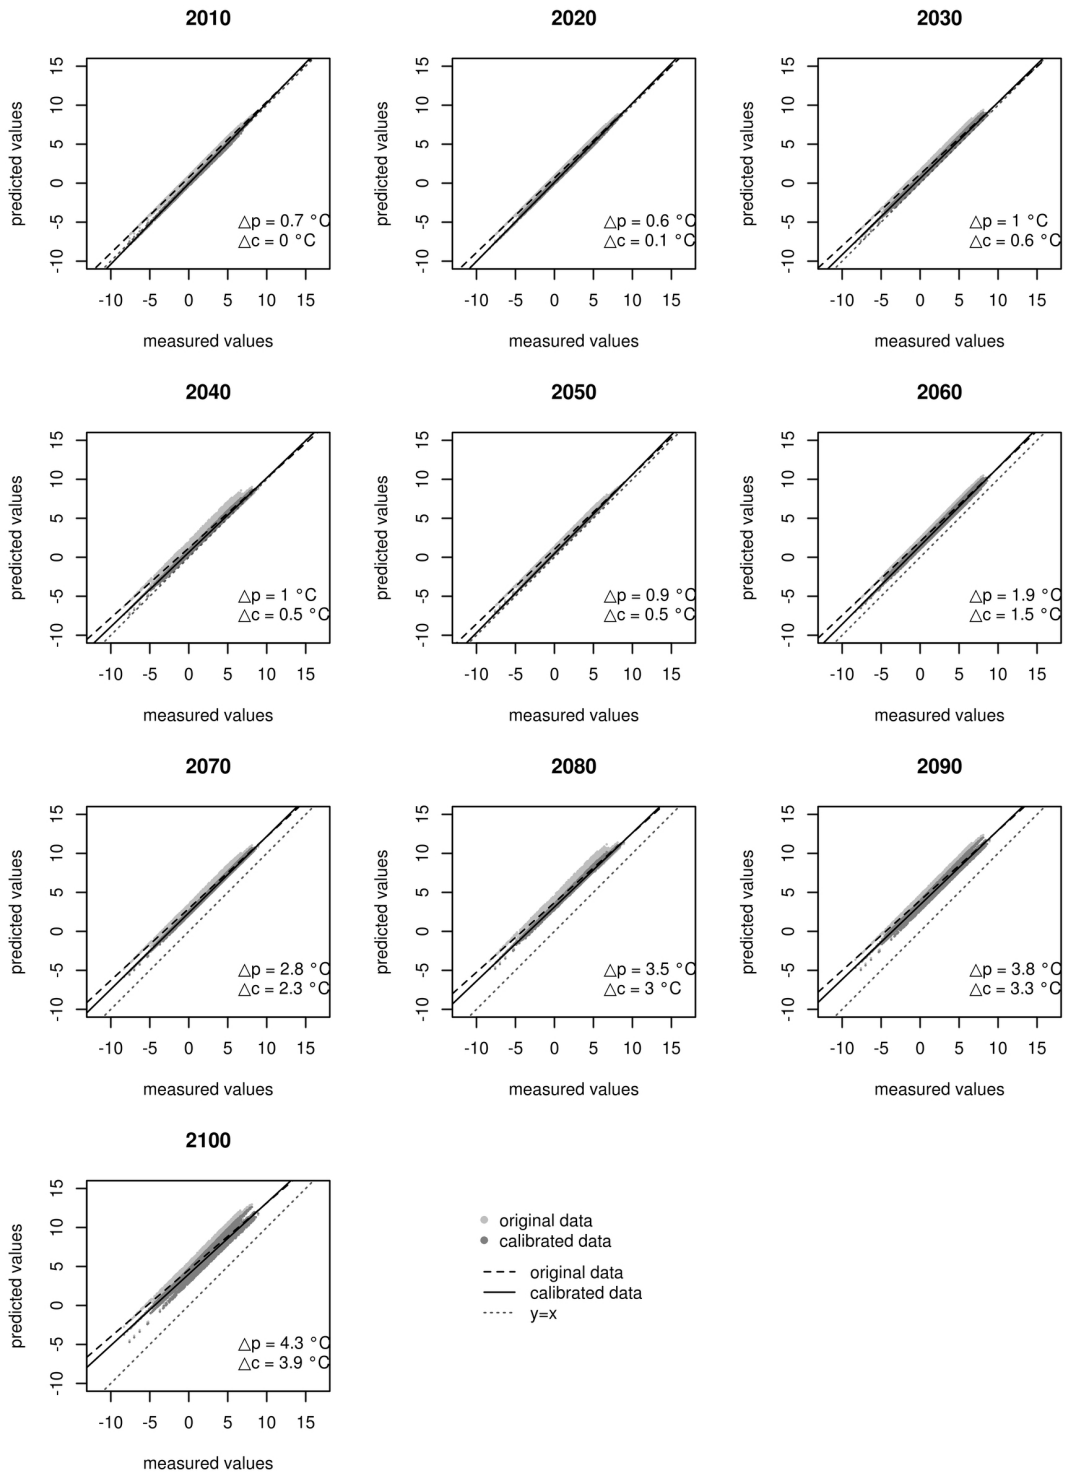 2010
2020
2030
predicted values
15
10
5
0
-5
-10
△p = 0.7 °C
△c = 0 °C
-10 -5 0 5 10 15
measured values
predicted values
15
10
5
0
-5
-10
△p = 0.6 °C
△c = 0.1 °C
-10 -5 0 5 10 15
measured values
predicted values
15
10
5
0
-5
-10
△p = 1 °C
△c = 0.6 °C
-10 -5 0 5 10 15
measured values
2040
2050
2060
predicted values
15
10
5
0
-5
-10
△p = 1 °C
△c = 0.5 °C
-10 -5 0 5 10 15
measured values
predicted values
15
10
5
0
-5
-10
△p = 0.9 °C
△c = 0.5 °C
-10 -5 0 5 10 15
measured values
predicted values
15
10
5
0
-5
-10
△p = 1.9 °C
△c = 1.5 °C
-10 -5 0 5 10 15
measured values
2070
2080
2090
predicted values
15
10
5
0
-5
-10
△p = 2.8 °C
△c = 2.3 °C
-10 -5 0 5 10 15
measured values
predicted values
15
10
5
0
-5
-10
△p = 3.5 °C
△c = 3 °C
-10 -5 0 5 10 15
measured values
predicted values
15
10
5
0
-5
-10
△p = 3.8 °C
△c = 3.3 °C
-10 -5 0 5 10 15
measured values
2100
predicted values
15
10
5
0
-5
-10
△p = 4.3 °C
△c = 3.9 °C
-10 -5 0 5 10 15
measured values
original data
calibrated data
original data
calibrated data
y=x